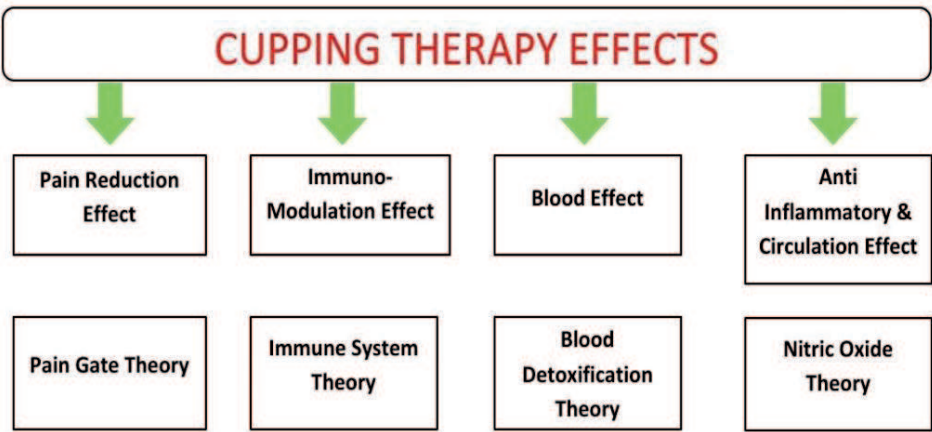 CUPPING THERAPY EFFECTS
Pain Reduction
Effect
Immuno-
Modulation Effect
Blood Effect
Anti
Inflammatory &
Circulation Effect
Pain Gate Theory
Immune System
Theory
Blood
Detoxification
Theory
Nitric Oxide
Theory